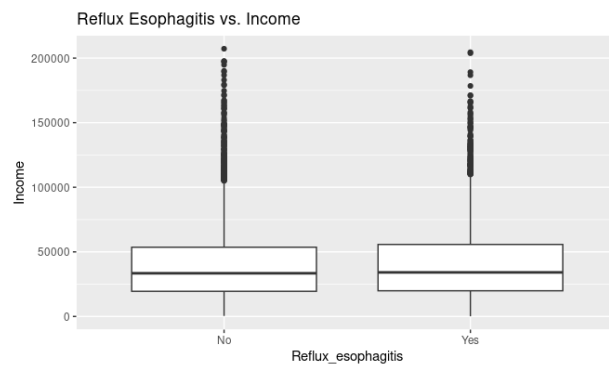 Reflux Esophagitis vs. Income
200000
150000
100000
50000
0
Income
No Yes
Reflux_esophagitis